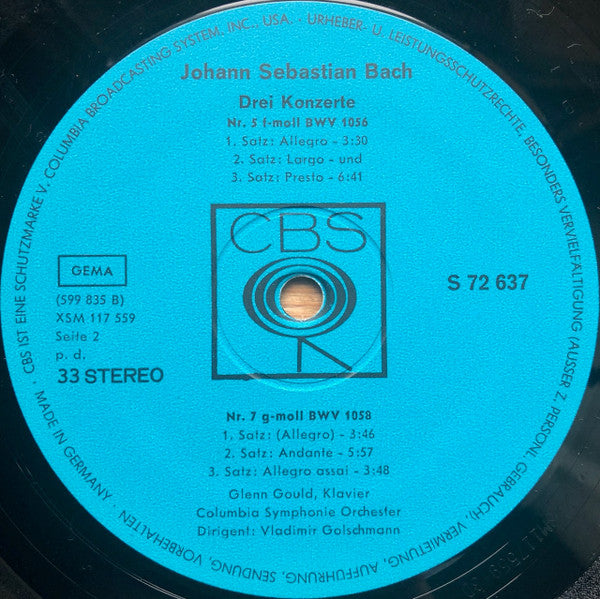 · CBS IST EINE SCHUTZMARKE V. COLUMBIA BROADCASTING SYSTEM, INC., USA. · URHEBER- U. LEISTUNGSSCHUTZRECHTE, BESONDERS VERVIELFÄLTIGUNG (AUSSER Z. PERSÖNL. GEBRAUCH), VERMIETUNG, AUFFÜHRUNG, SENDUNG, VORBEHALTEN
MADE IN GERMANY
Johann Sebastian Bach
Drei Konzerte
Nr. 5 f-moll BWV 1056
1. Satz: Allegro - 3:30
2. Satz: Largo - und
3. Satz: Presto - 6:41
CBS
GEMA
(599 835 B)
XSM 117 559
Seite 2
p. d.
33 STEREO
S 72 637
Nr. 7 g-moll BWV 1058
1. Satz: (Allegro) - 3:46
2. Satz: Andante - 5:57
3. Satz: Allegro assai - 3:48
Glenn Gould, Klavier
Columbia Symphonie Orchester
Dirigent: Vladimir Golschmann